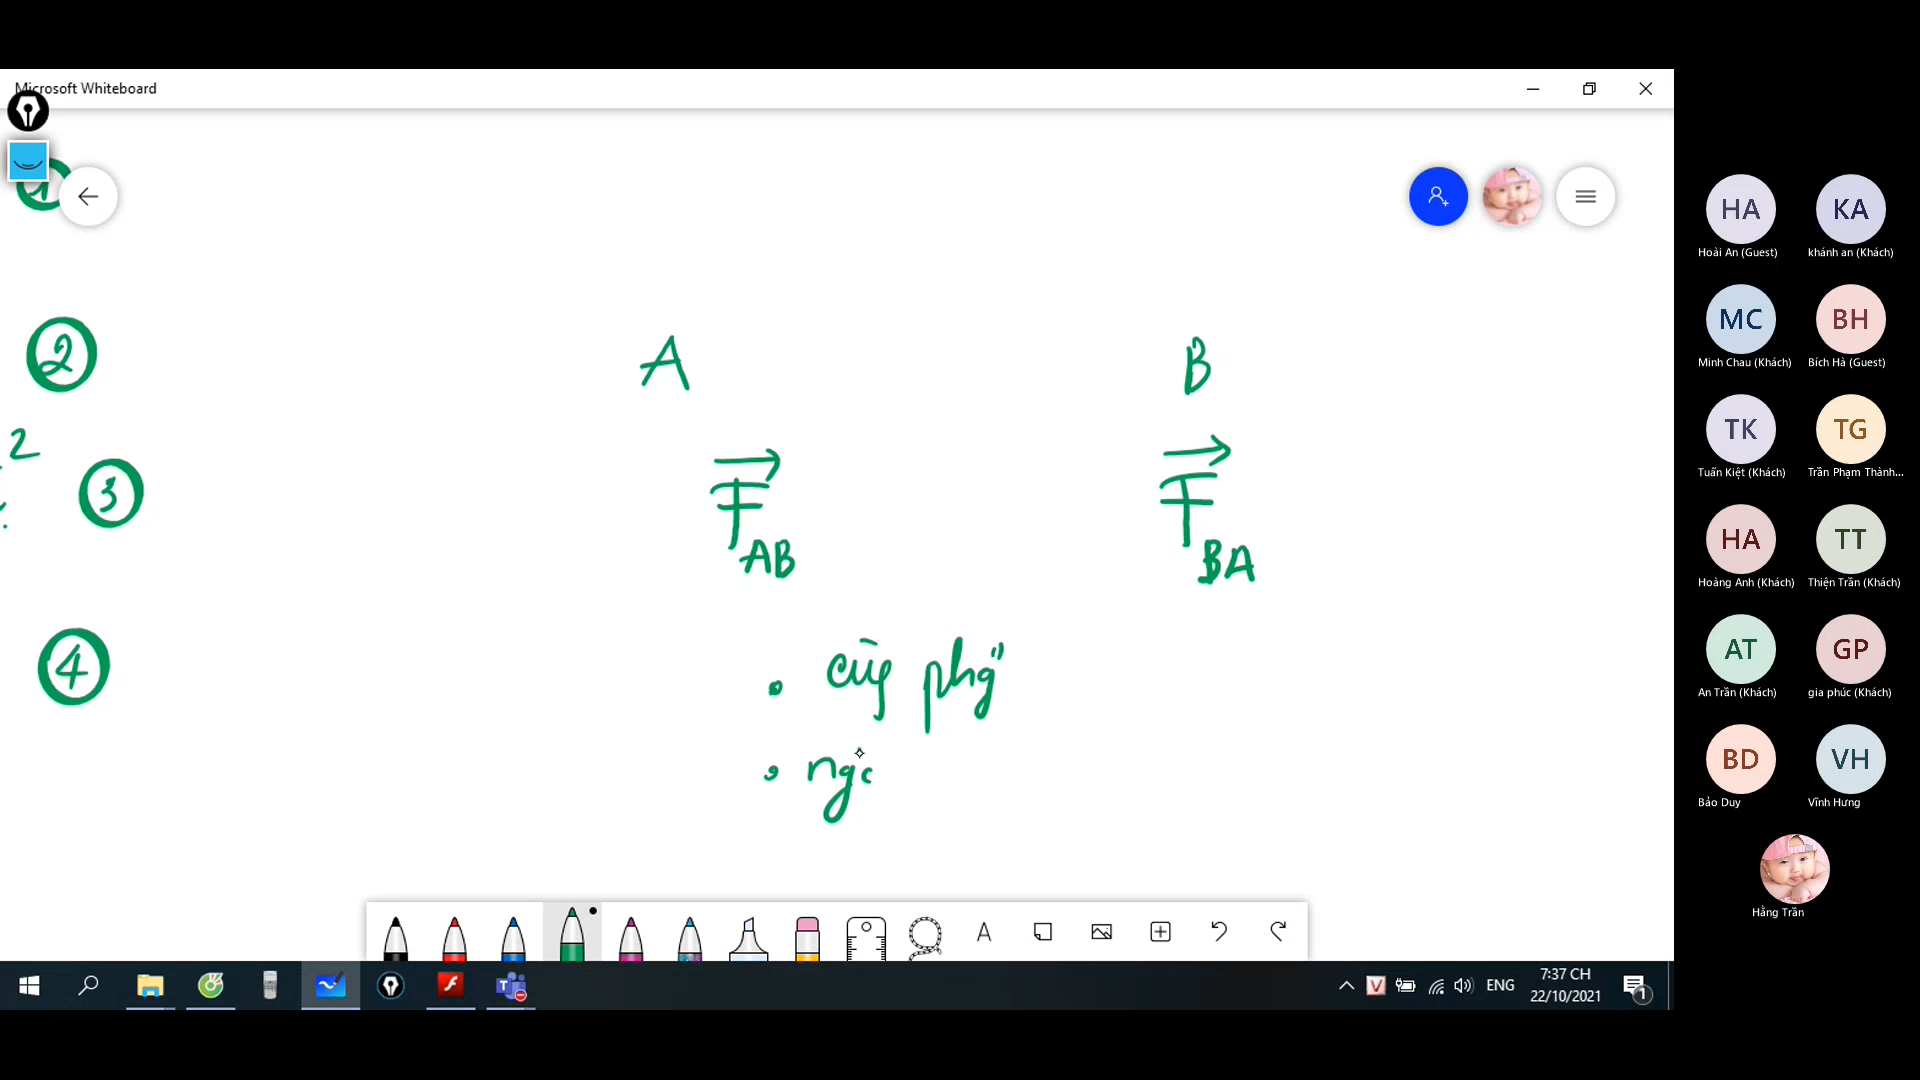 Microsoft Whiteboard
1
2
A
B
2
3
F AB
F BA
4
• cùg phg"
• ngc
A
HA
KA
Hoài An (Guest)
khánh an (Khách)
MC
BH
Minh Chau (Khách)
Bích Hà (Guest)
TK
TG
Tuấn Kiệt (Khách)
Trần Phạm Thành...
HA
TT
Hoàng Anh (Khách)
Thiện Trần (Khách)
AT
GP
An Trần (Khách)
gia phúc (Khách)
BD
VH
Bảo Duy
Vĩnh Hưng
Hằng Trần
ENG
7:37 CH
22/10/2021
1